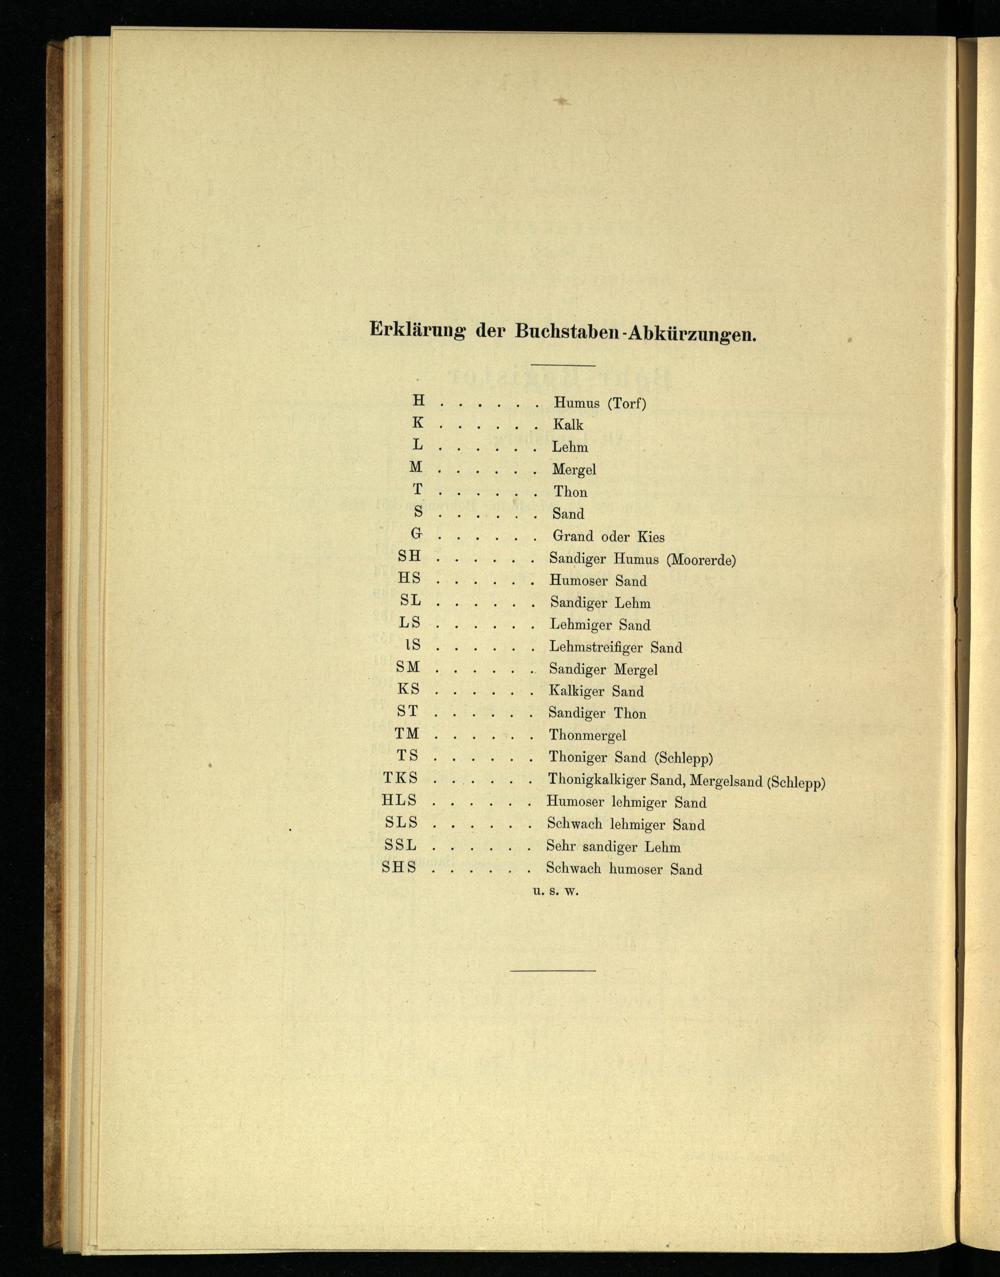 Erklärung der Buchstaben-Abkürzungen.
H . . . . . . Humus (Torf)
K . . . . . . Kalk
L . . . . . . Lehm
M . . . . . . Mergel
T . . . . . . Thon
S . . . . . . Sand
G . . . . . . Grand oder Kies
SH . . . . . . Sandiger Humus (Moorerde)
HS . . . . . . Humoser Sand
SL . . . . . . Sandiger Lehm
LS . . . . . . Lehmiger Sand
lS . . . . . . Lehmstreifiger Sand
SM . . . . . . Sandiger Mergel
KS . . . . . . Kalkiger Sand
ST . . . . . . Sandiger Thon
TM . . . . . . Thonmergel
TS . . . . . . Thoniger Sand (Schlepp)
TKS . . . . . . Thonigkalkiger Sand, Mergelsand (Schlepp)
HLS . . . . . . Humoser lehmiger Sand
SLS . . . . . . Schwach lehmiger Sand
SSL . . . . . . Sehr sandiger Lehm
SHS . . . . . . Schwach humoser Sand
u. s. w.